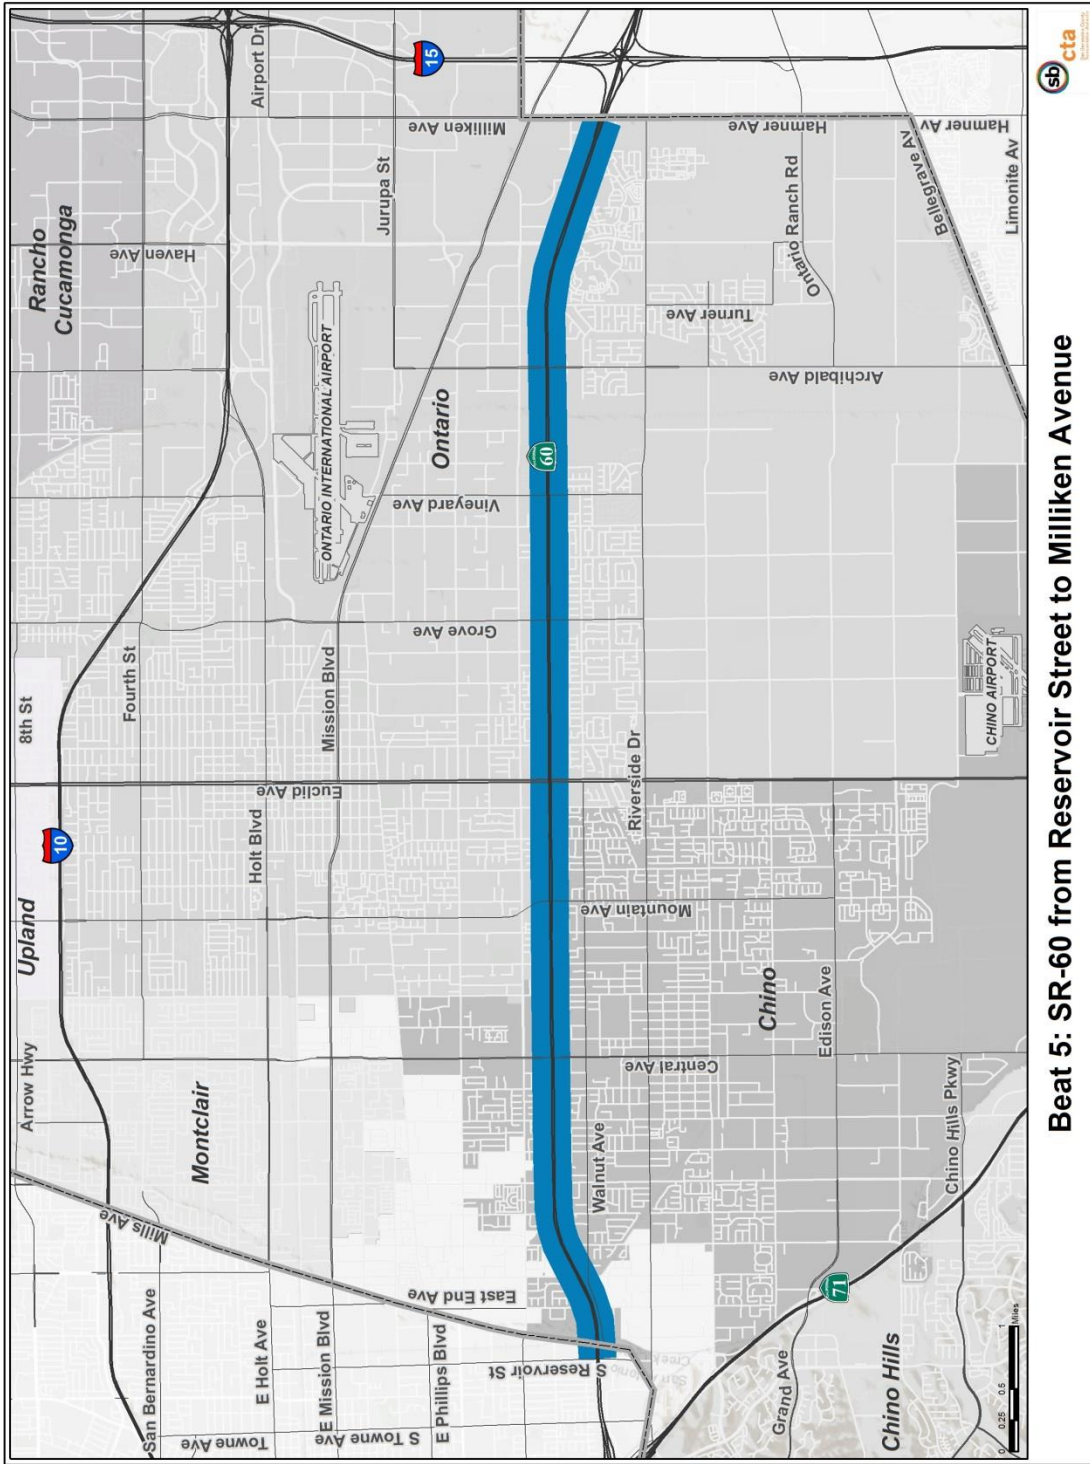 Upland
Arrow Hwy
8th St
Rancho
Cucamonga
10
Mills Ave
San Bernardino Ave
Fourth St
Haven Ave
Montclair
Towne Ave
E Holt Ave
Holt Blvd
Airport Dr
E Mission Blvd
Euclid Ave
Mission Blvd
ONTARIO INTERNATIONAL AIRPORT
Jurupa St
15
S Towne Ave
E Phillips Blvd
East End Ave
Grove Ave
Vineyard Ave
Ontario
Milliken Ave
S Reservoir St
60
Walnut Ave
Central Ave
Mountain Ave
Riverside Dr
Turner Ave
Archibald Ave
Hamner Ave
Grand Ave
Chino
71
Edison Ave
Ontario Ranch Rd
Chino Hills
Chino Hills Pkwy
CHINO AIRPORT
Bellegrave Av
Riverside
Hamner Av
Limonite Av
0 0.25 0.5 1
Miles
Beat 5: SR-60 from Reservoir Street to Milliken Avenue
sb cta